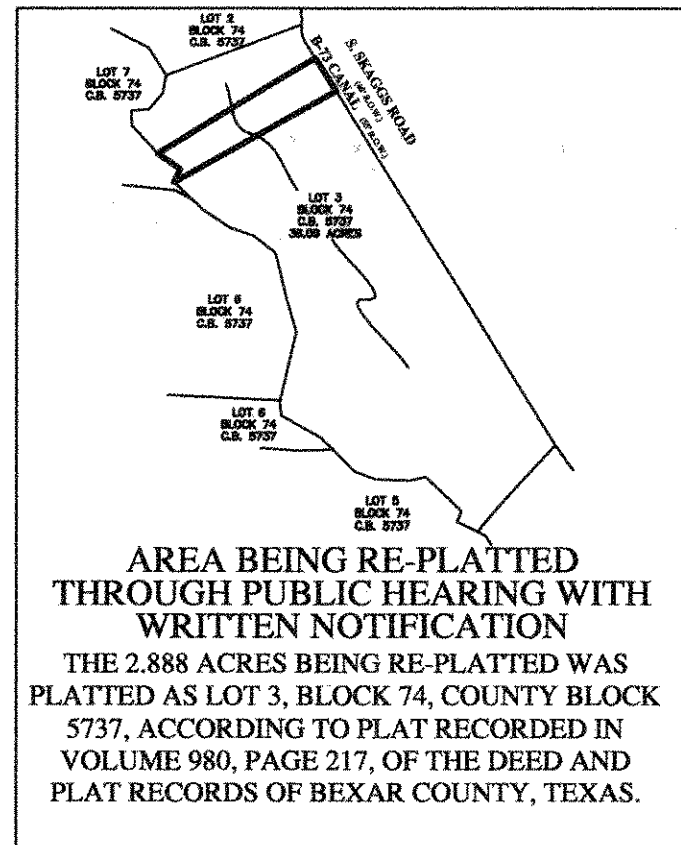 LOT 2
BLOCK 74
C.B. 5737
LOT 7
BLOCK 74
C.B. 5737
S. SKAGGS ROAD
B-73 CANAL
LOT 3
BLOCK 74
C.B. 5737
ACRES
LOT 6
BLOCK 74
C.B. 5737
LOT 6
BLOCK 74
C.B. 5737
LOT 5
BLOCK 74
C.B. 5737
AREA BEING RE-PLATTED
THROUGH PUBLIC HEARING WITH
WRITTEN NOTIFICATION
THE 2.888 ACRES BEING RE-PLATTED WAS
PLATTED AS LOT 3, BLOCK 74, COUNTY BLOCK
5737, ACCORDING TO PLAT RECORDED IN
VOLUME 980, PAGE 217, OF THE DEED AND
PLAT RECORDS OF BEXAR COUNTY, TEXAS.